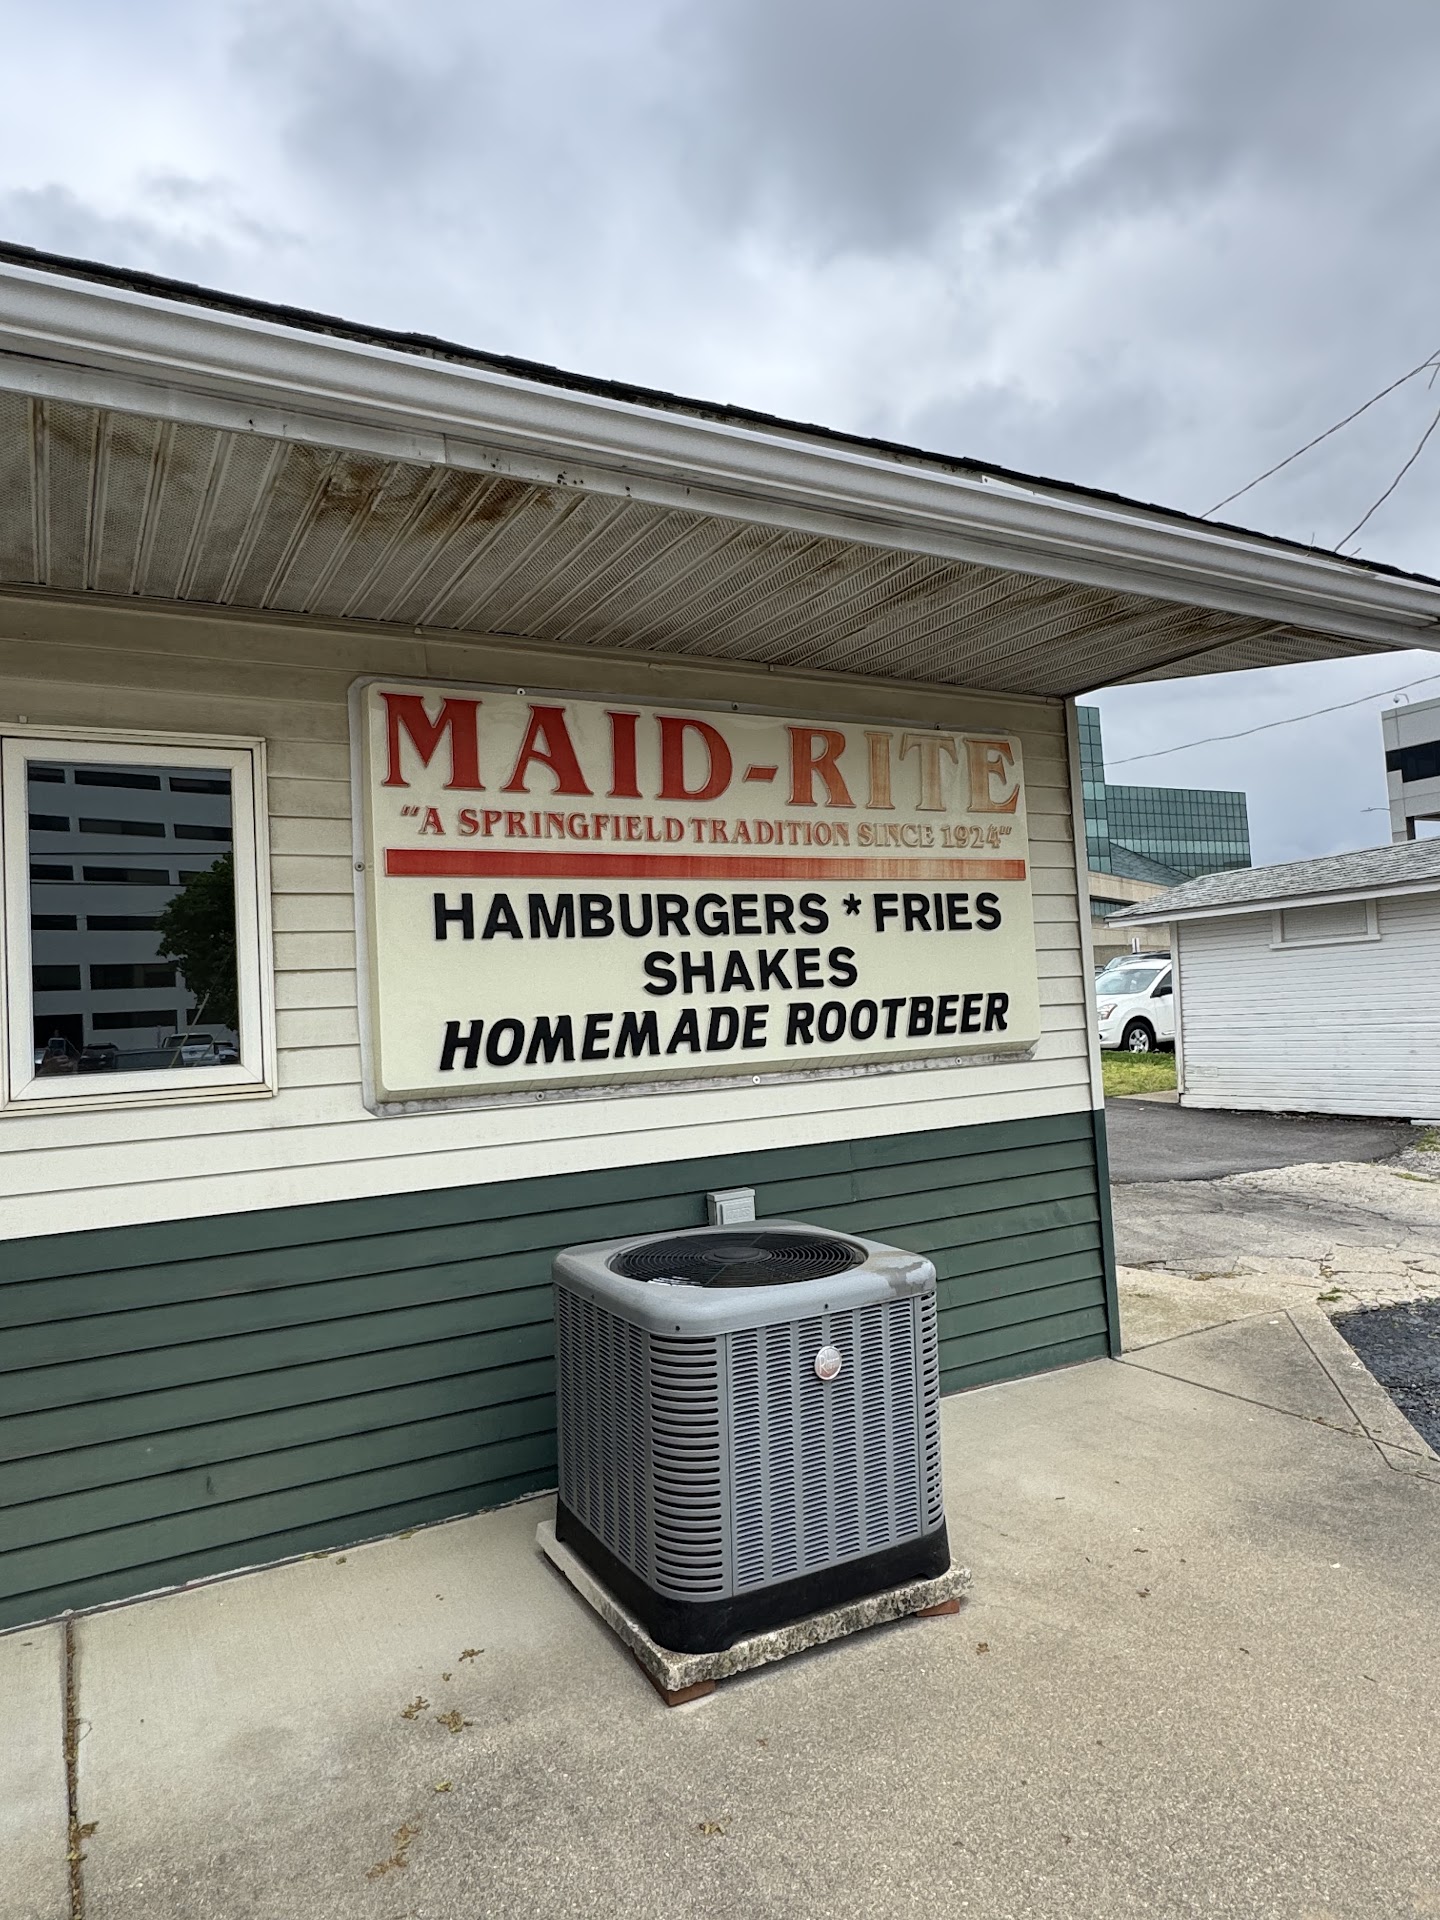 MAID-RITE
"A SPRINGFIELD TRADITION SINCE 1924"
HAMBURGERS * FRIES
SHAKES
HOMEMADE ROOTBEER